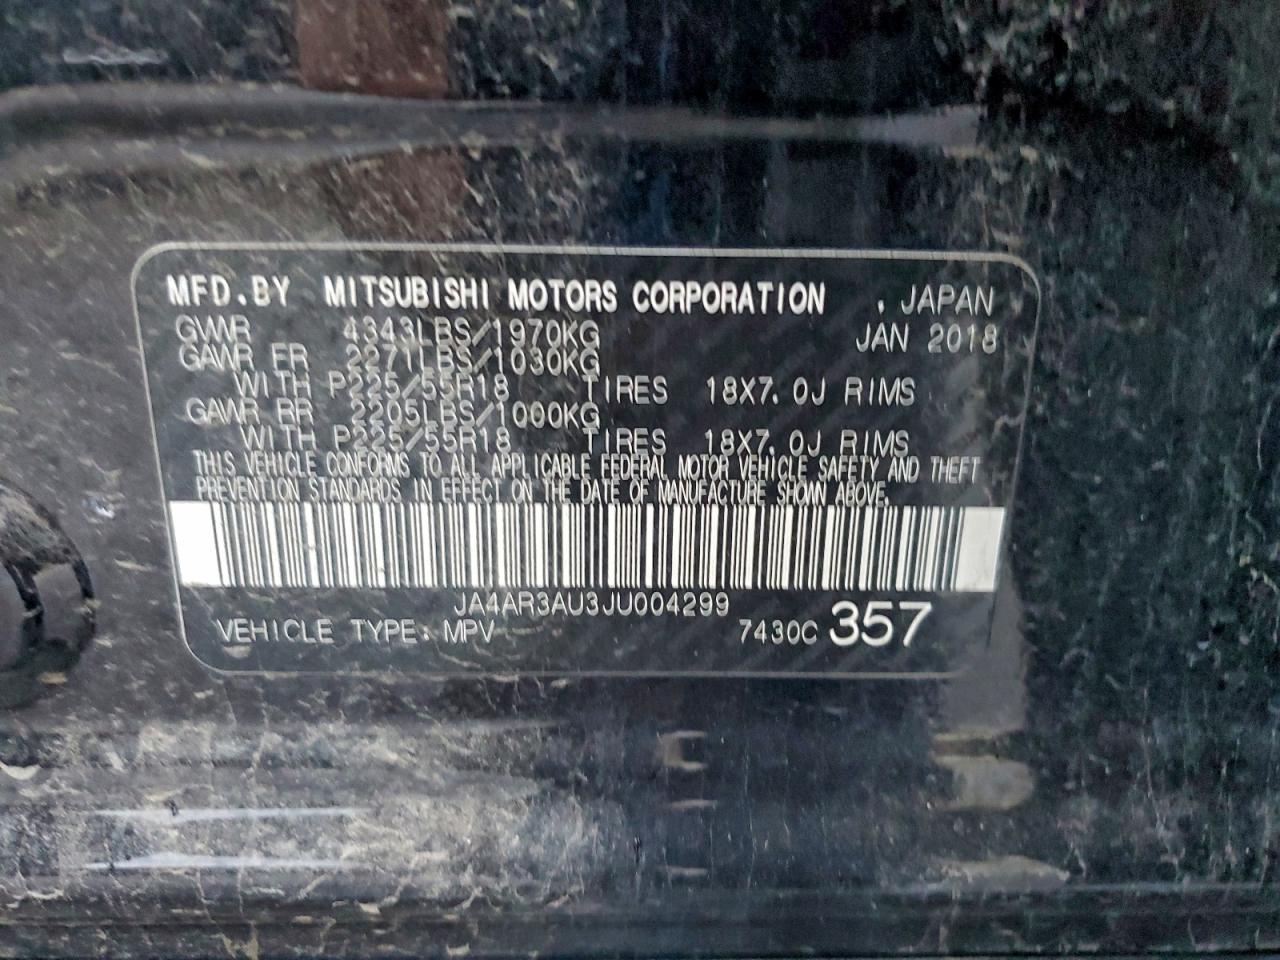 MFD.BY MITSUBISHI MOTORS CORPORATION . JAPAN
GVWR 4343LBS/1970KG JAN 2018
GAWR FR 2271LBS/1030KG
WITH P225/55R18 TIRES 18X7.0J RIMS
GAWR RR 2205LBS/1000KG
WITH P225/55R18 TIRES 18X7.0J RIMS
THIS VEHICLE CONFORMS TO ALL APPLICABLE FEDERAL MOTOR VEHICLE SAFETY AND THEFT
PREVENTION STANDARDS IN EFFECT ON THE DATE OF MANUFACTURE SHOWN ABOVE.
JA4AR3AU3JU004299
VEHICLE TYPE: MPV 7430C 357